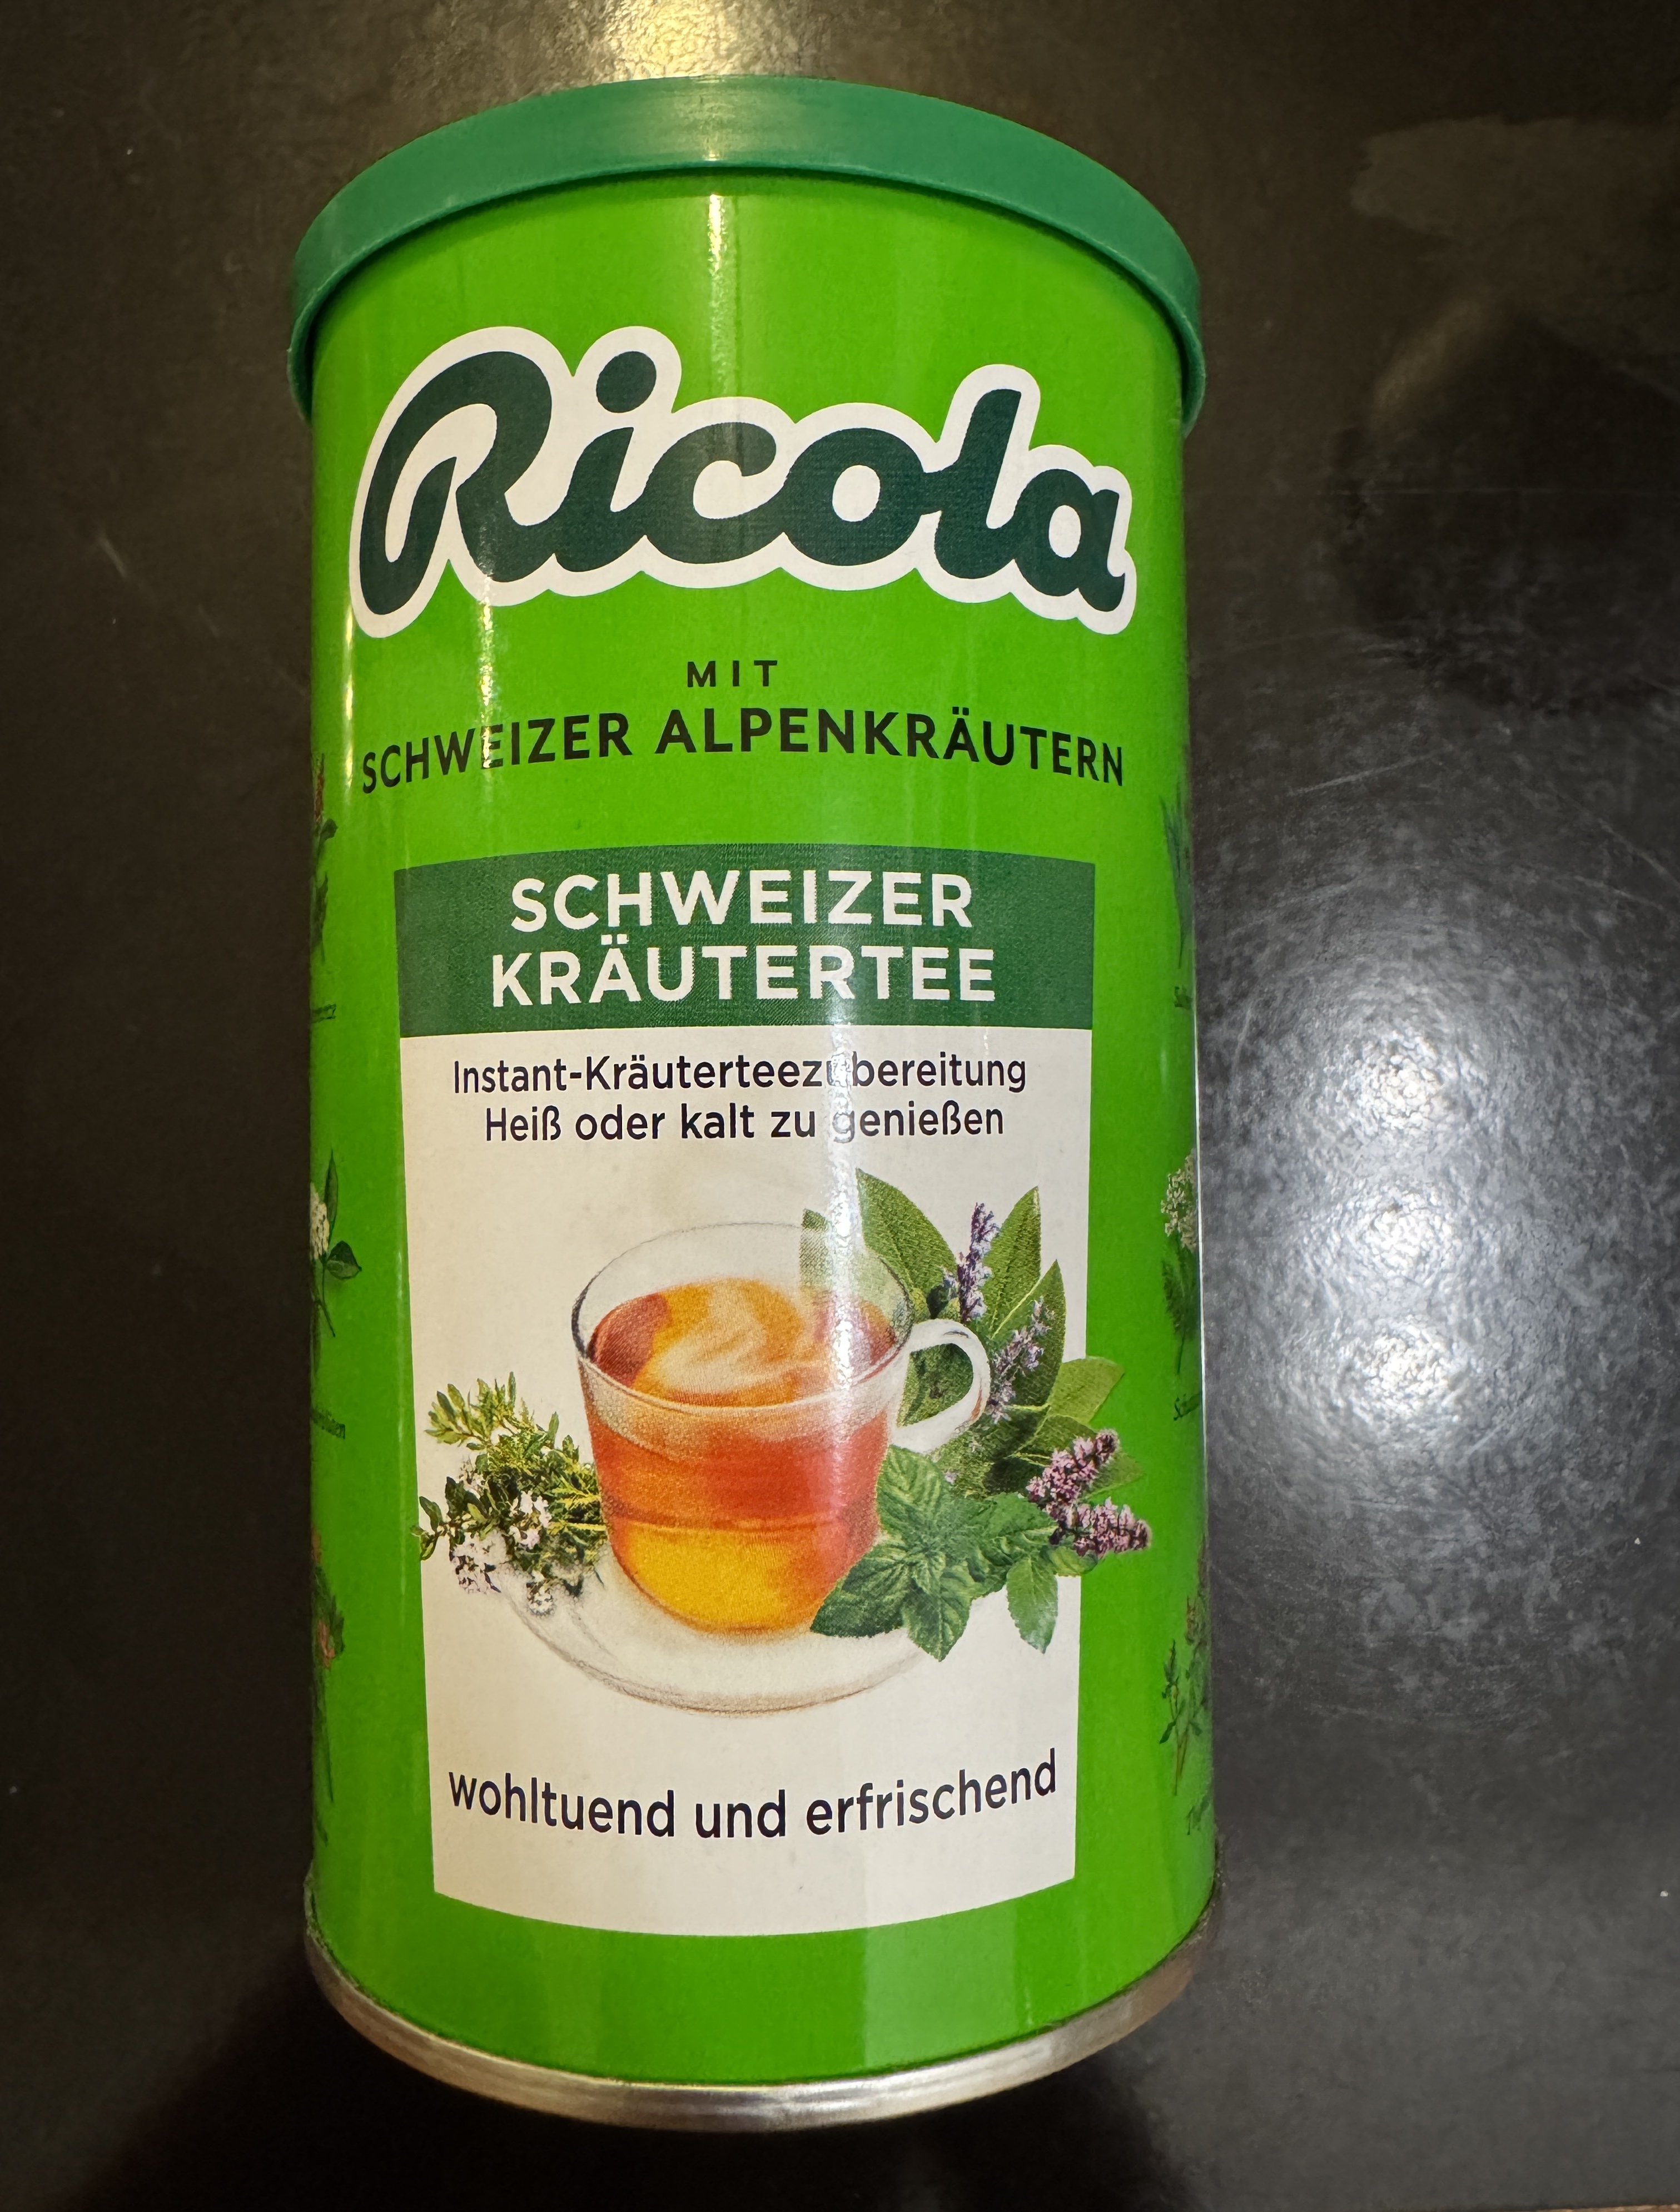 Ricola
MIT
SCHWEIZER ALPENKRÄUTERN
SCHWEIZER
KRÄUTERTEE
Instant-Kräuterteezubereitung
Heiß oder kalt zu genießen
wohltuend und erfrischend